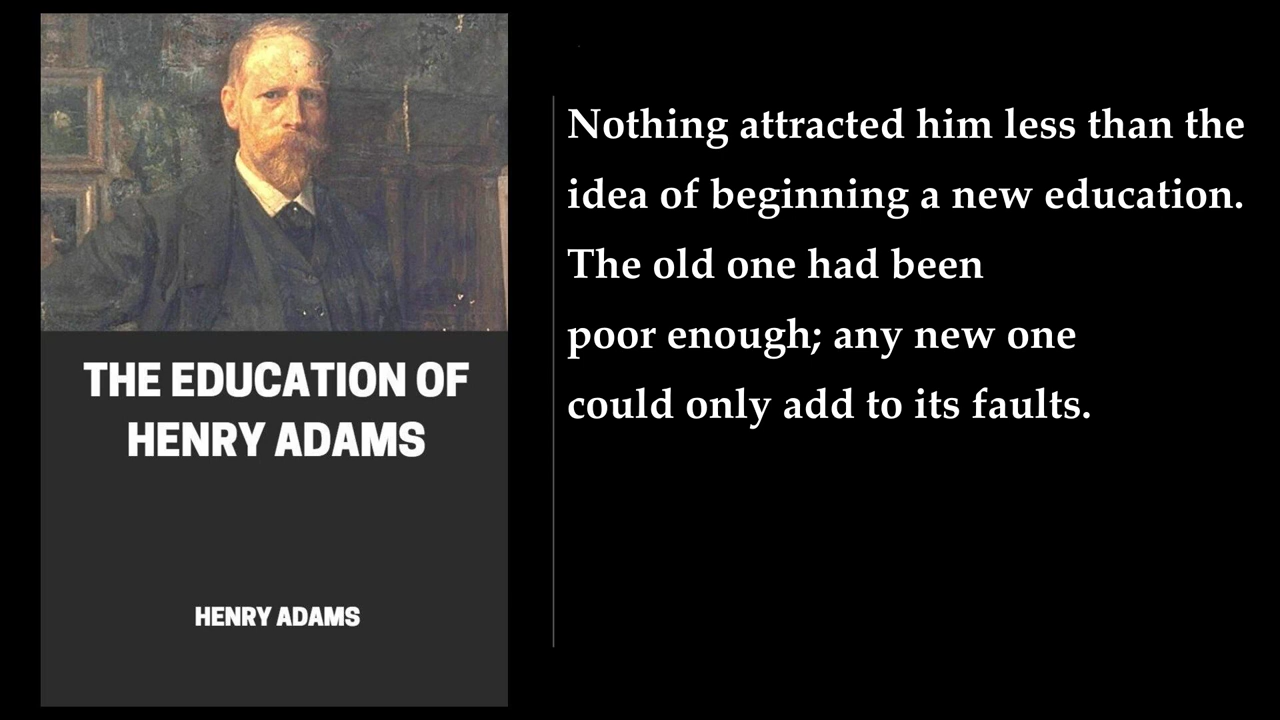 THE EDUCATION OF
HENRY ADAMS
HENRY ADAMS
Nothing attracted him less than the
idea of beginning a new education.
The old one had been
poor enough; any new one
could only add to its faults.